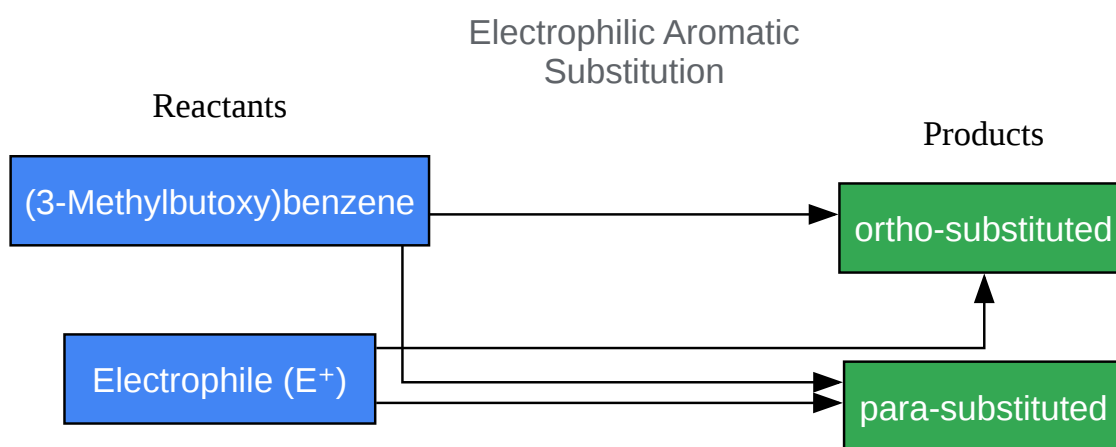 Electrophilic Aromatic
Substitution
Reactants
Products
(3-Methylbutoxy)benzene
ortho-substituted
Electrophile (E⁺)
para-substituted